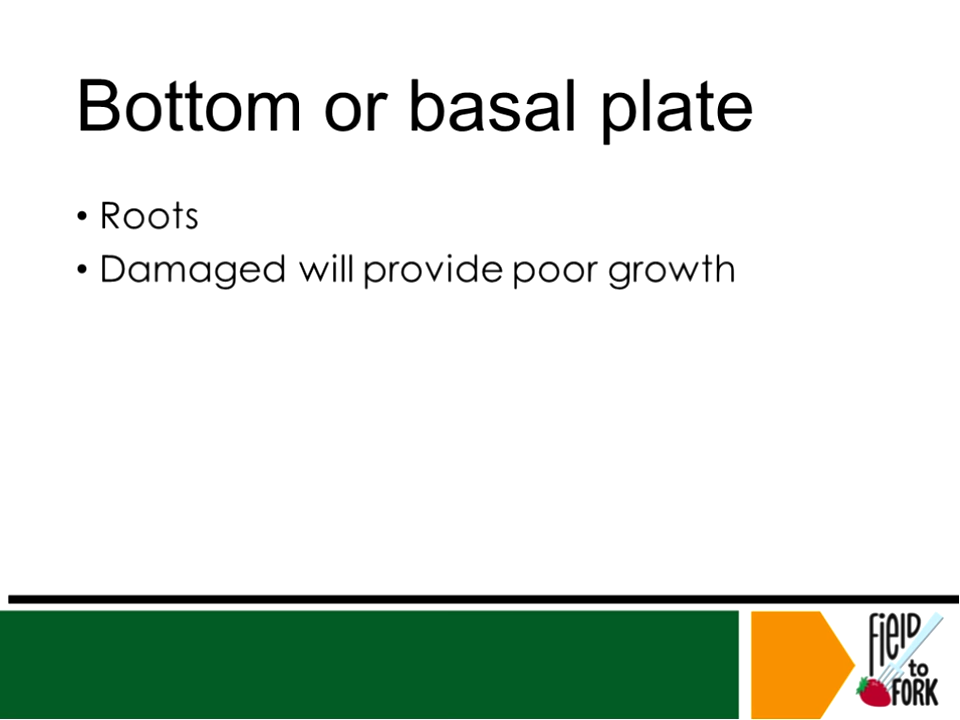 Bottom or basal plate
• Roots
• Damaged will provide poor growth
FiELD
to
FORK